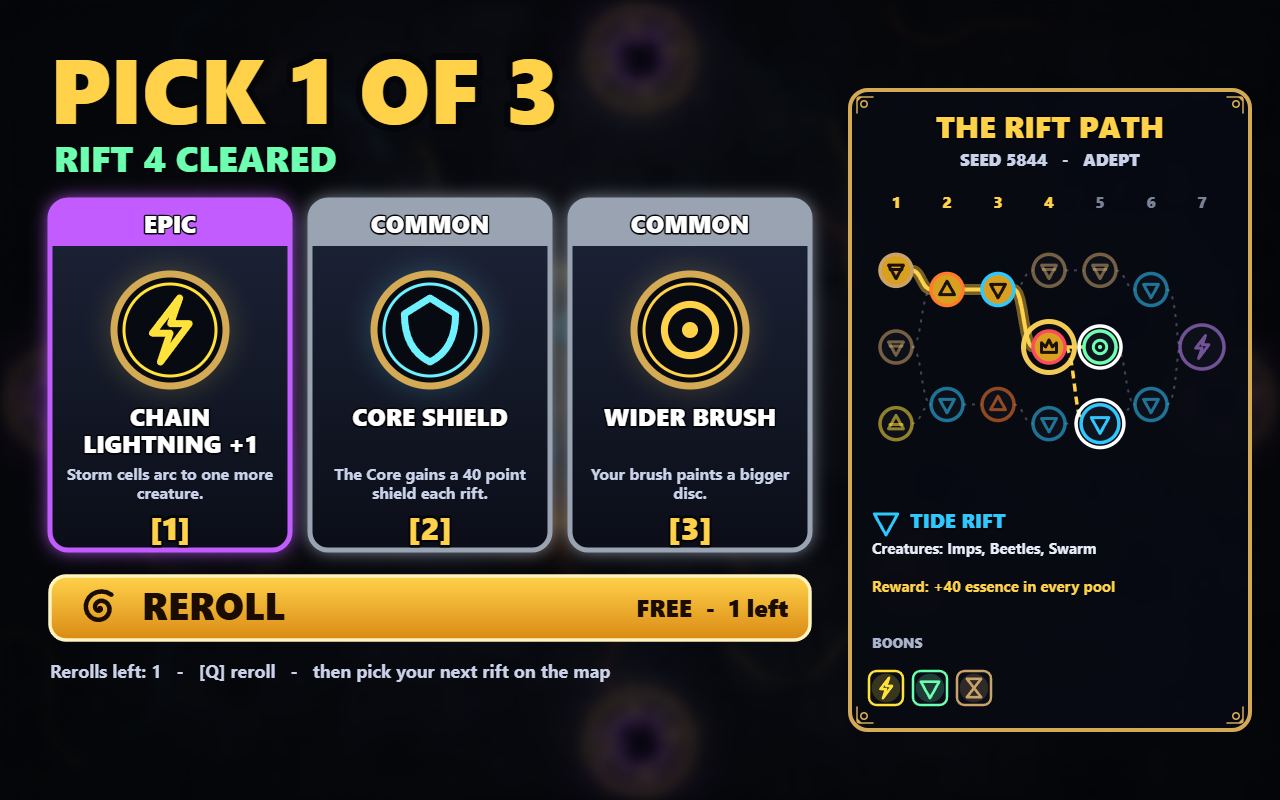 PICK 1 OF 3
RIFT 4 CLEARED
EPIC
CHAIN
LIGHTNING +1
Storm cells arc to one more
creature.
[1]
COMMON
CORE SHIELD
The Core gains a 40 point
shield each rift.
[2]
COMMON
WIDER BRUSH
Your brush paints a bigger
disc.
[3]
REROLL
FREE - 1 left
Rerolls left: 1 - [Q] reroll - then pick your next rift on the map
THE RIFT PATH
SEED 5844 - ADEPT
1 2 3 4 5 6 7
TIDE RIFT
Creatures: Imps, Beetles, Swarm
Reward: +40 essence in every pool
BOONS